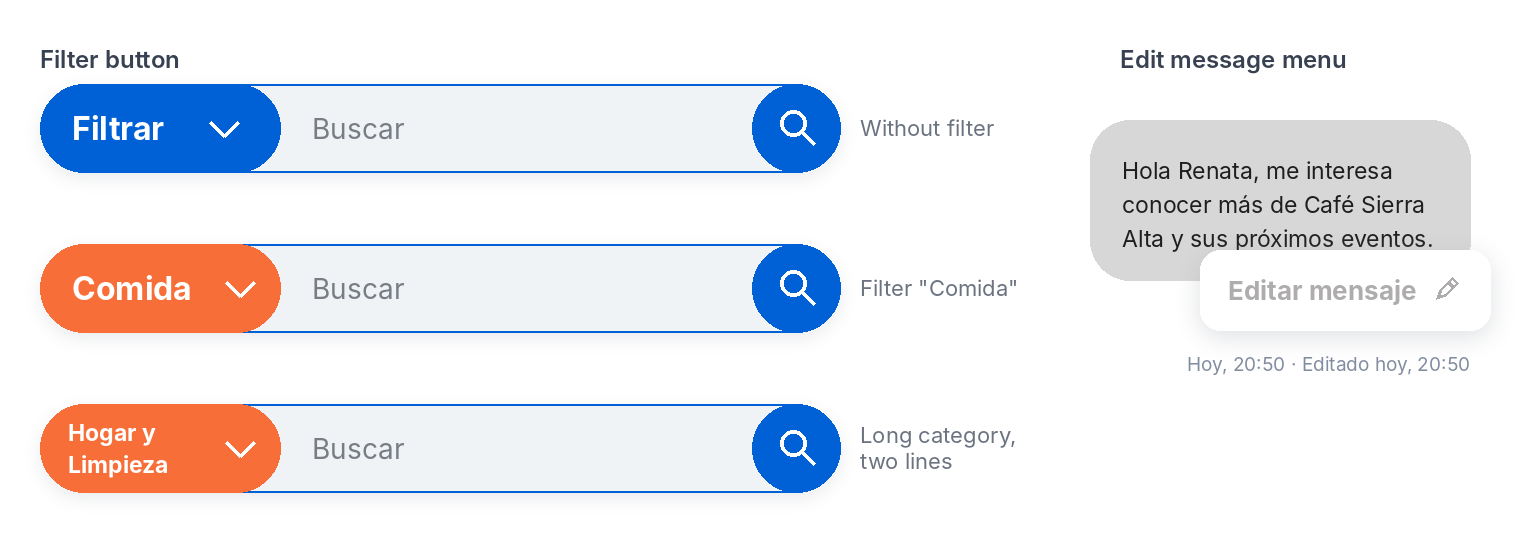 Filter button
Filtrar
Buscar
Without filter
Comida
Buscar
Filter "Comida"
Hogar y
Limpieza
Buscar
Long category,
two lines
Edit message menu
Hola Renata, me interesa
conocer más de Café Sierra
Alta y sus próximos eventos.
Editar mensaje
Hoy, 20:50 · Editado hoy, 20:50